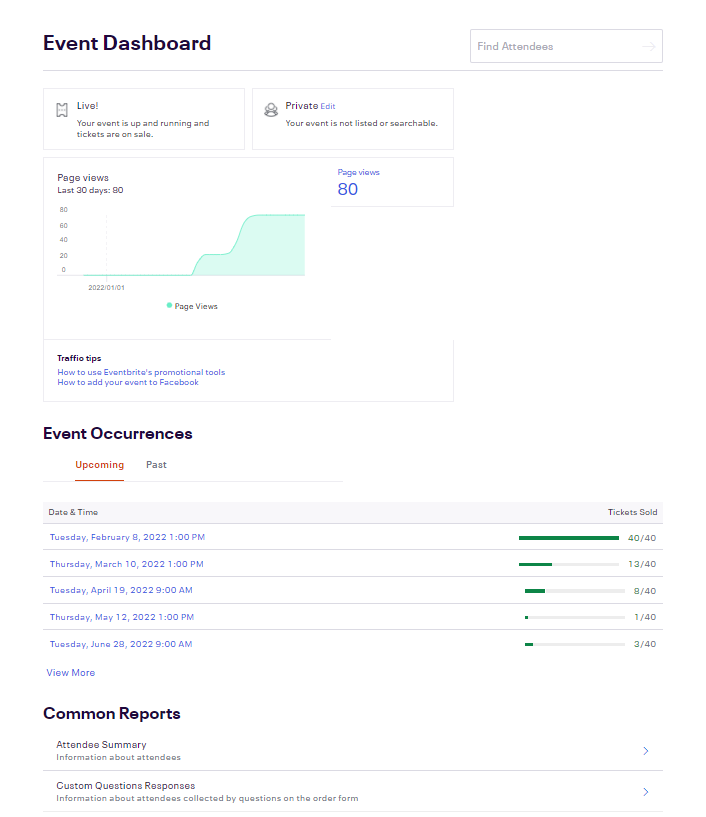 Event Dashboard
Find Attendees
Live!
Your event is up and running and
tickets are on sale.
Private Edit
Your event is not listed or searchable.
Page views
Last 30 days: 80
Page views
80
80
60
40
20
0
2022/01/01
Page Views
Traffic tips
How to use Eventbrite's promotional tools
How to add your event to Facebook
Event Occurrences
Upcoming Past
Date & Time Tickets Sold
Tuesday, February 8, 2022 1:00 PM 40/40
Thursday, March 10, 2022 1:00 PM 13/40
Tuesday, April 19, 2022 9:00 AM 8/40
Thursday, May 12, 2022 1:00 PM 1/40
Tuesday, June 28, 2022 9:00 AM 3/40
View More
Common Reports
Attendee Summary
Information about attendees
Custom Questions Responses
Information about attendees collected by questions on the order form